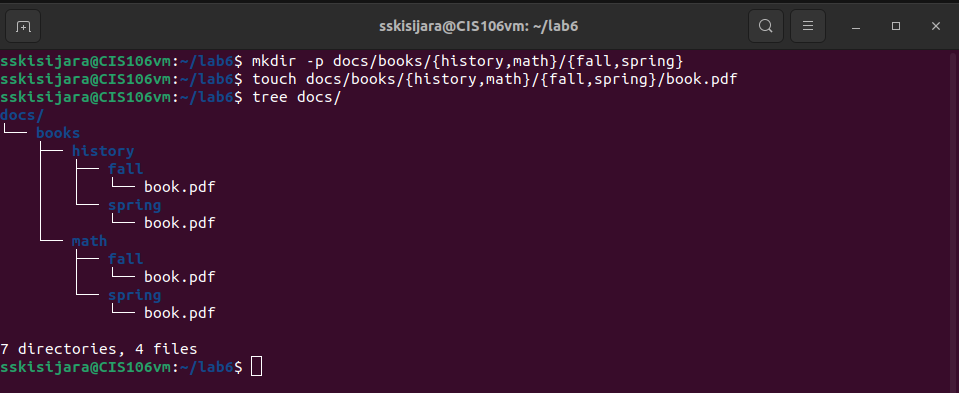 sskisijara@CIS106vm: ~/lab6
sskisijara@CIS106vm:~/lab6$ mkdir -p docs/books/{history,math}/{fall,spring}
sskisijara@CIS106vm:~/lab6$ touch docs/books/{history,math}/{fall,spring}/book.pdf
sskisijara@CIS106vm:~/lab6$ tree docs/
docs/
└── books
    ├── history
    │   ├── fall
    │   │   └── book.pdf
    │   └── spring
    │       └── book.pdf
    └── math
        ├── fall
        │   └── book.pdf
        └── spring
            └── book.pdf
7 directories, 4 files
sskisijara@CIS106vm:~/lab6$